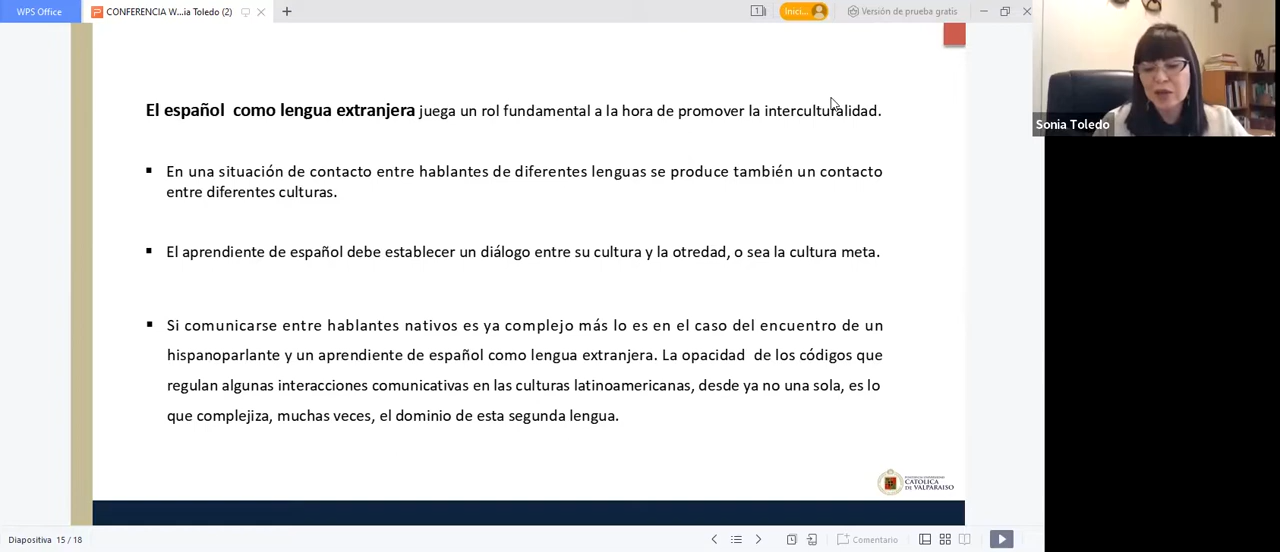 WPS Office
CONFERENCIA W...ia Toledo (2)
Inici...
Versión de prueba gratis
El español como lengua extranjera juega un rol fundamental a la hora de promover la interculturalidad.
En una situación de contacto entre hablantes de diferentes lenguas se produce también un contacto
entre diferentes culturas.
El aprendiente de español debe establecer un diálogo entre su cultura y la otredad, o sea la cultura meta.
Si comunicarse entre hablantes nativos es ya complejo más lo es en el caso del encuentro de un
hispanoparlante y un aprendiente de español como lengua extranjera. La opacidad de los códigos que
regulan algunas interacciones comunicativas en las culturas latinoamericanas, desde ya no una sola, es lo
que complejiza, muchas veces, el dominio de esta segunda lengua.
Sonia Toledo
CATOLICA
DE VALPARAISO
Diapositiva 15 / 18
Comentario